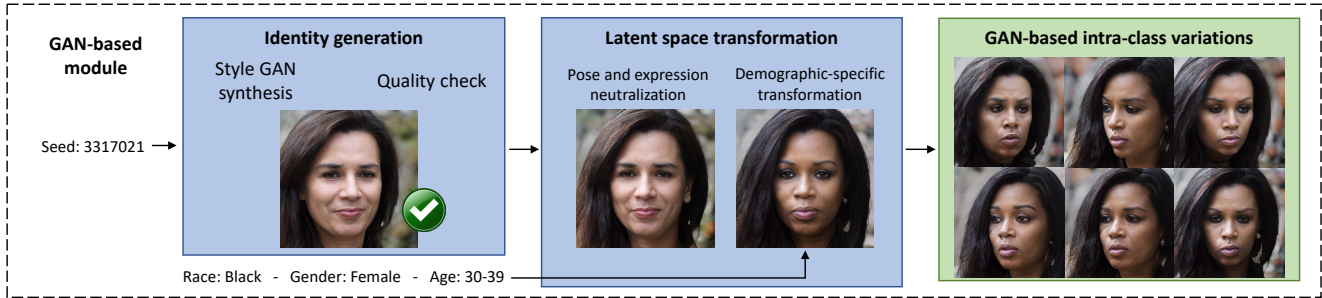 GAN-based
module
Seed: 3317021
Identity generation
Style GAN
synthesis
Quality check
Race: Black - Gender: Female - Age: 30-39
Latent space transformation
Pose and expression
neutralization
Demographic-specific
transformation
GAN-based intra-class variations